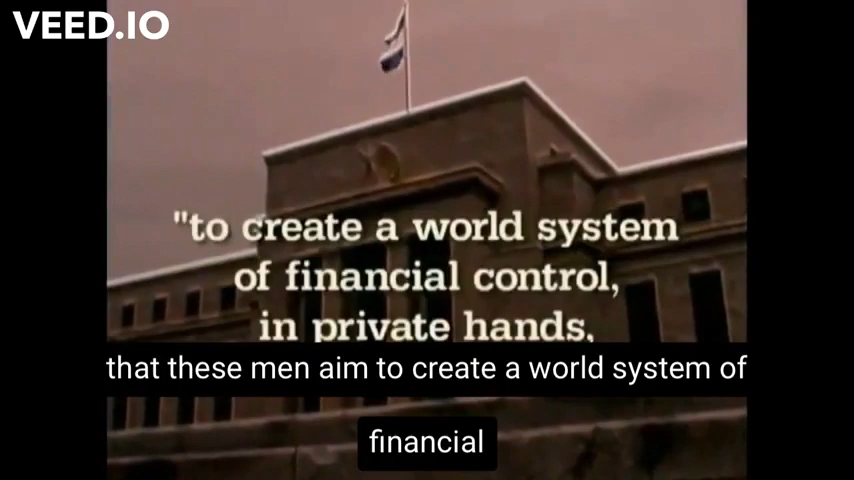 VEED.IO
"to create a world system
of financial control,
in private hands,
that these men aim to create a world system of
financial